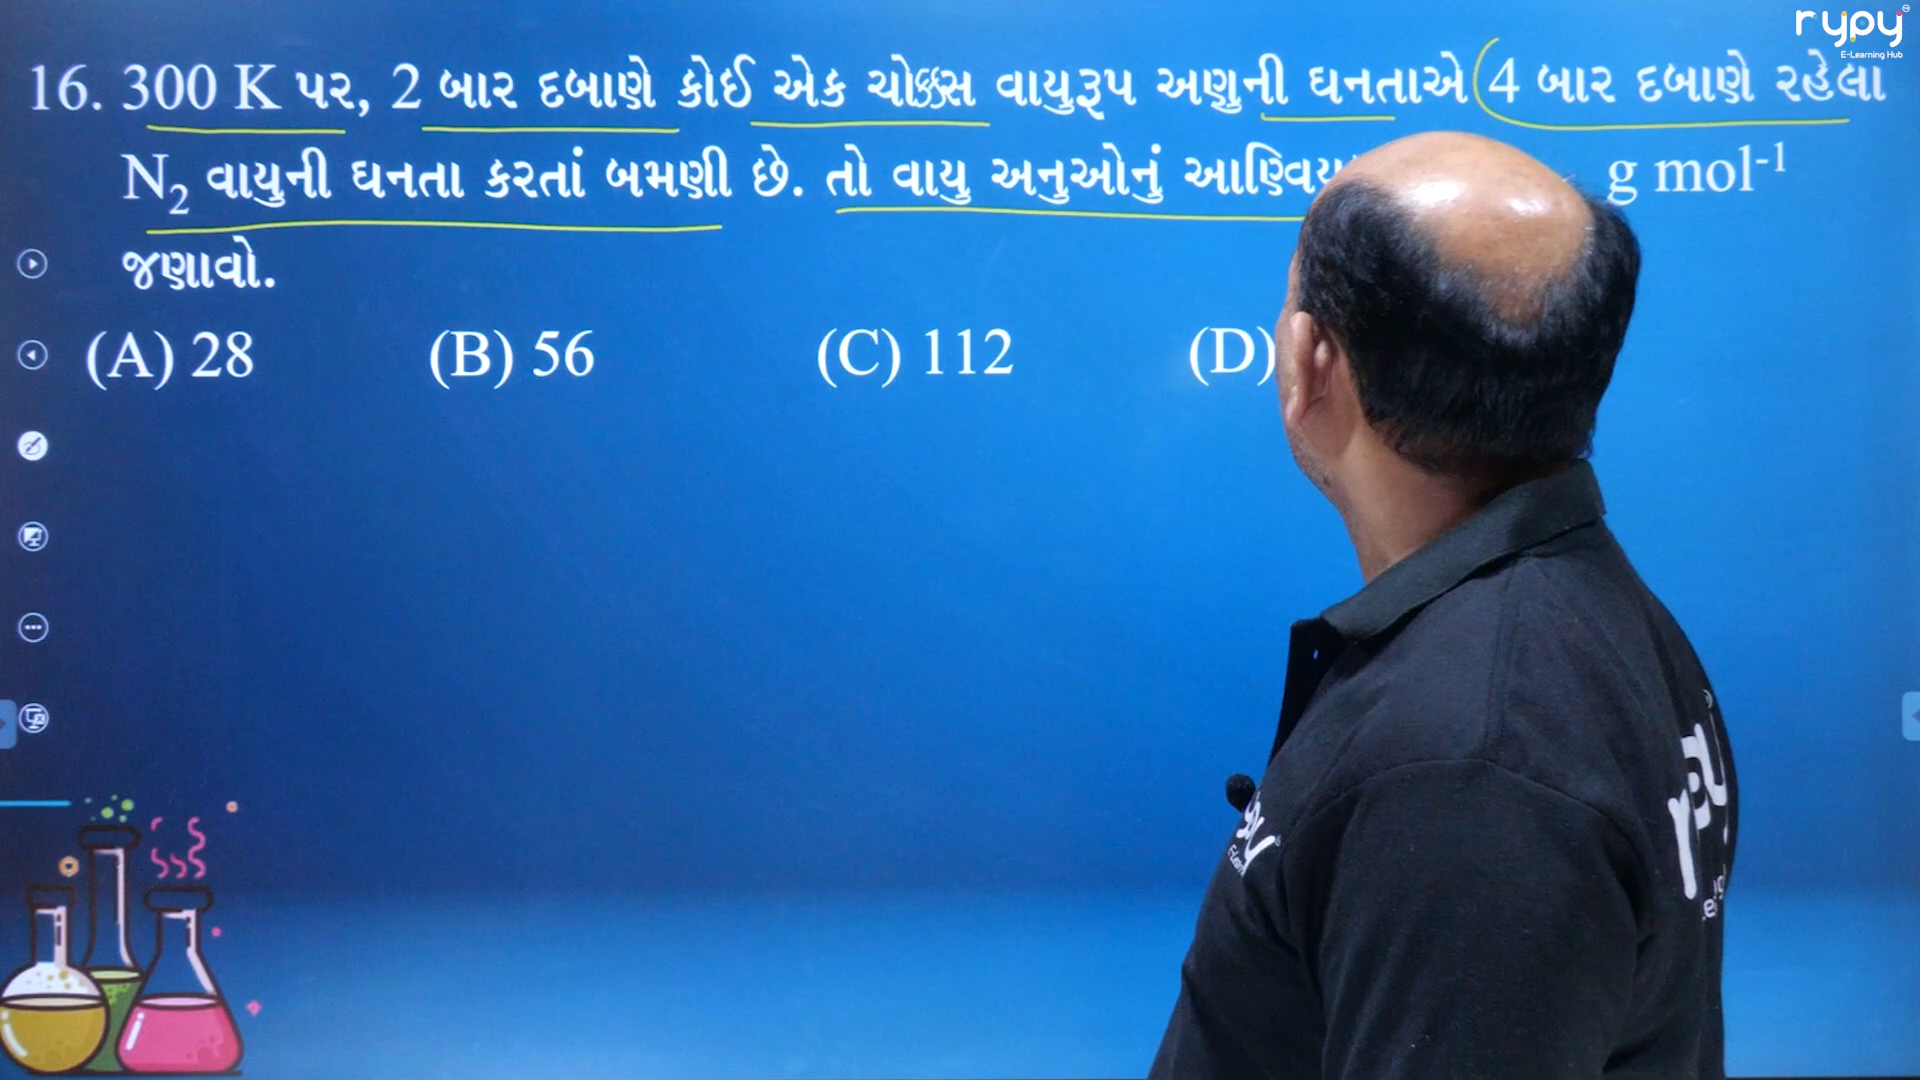 rypy
E-Learning Hub
16. 300 K પર, 2 બાર દબાણે કોઈ એક ચોક્કસ વાયુરૂપ અણુની ઘનતાએ 4 બાર દબાણે રહેલા
N2 વાયુની ઘનતા કરતાં બમણી છે. તો વાયુ અનુઓનું g mol-1
જણાવો.
(A) 28 (B) 56 (C) 112 (D)